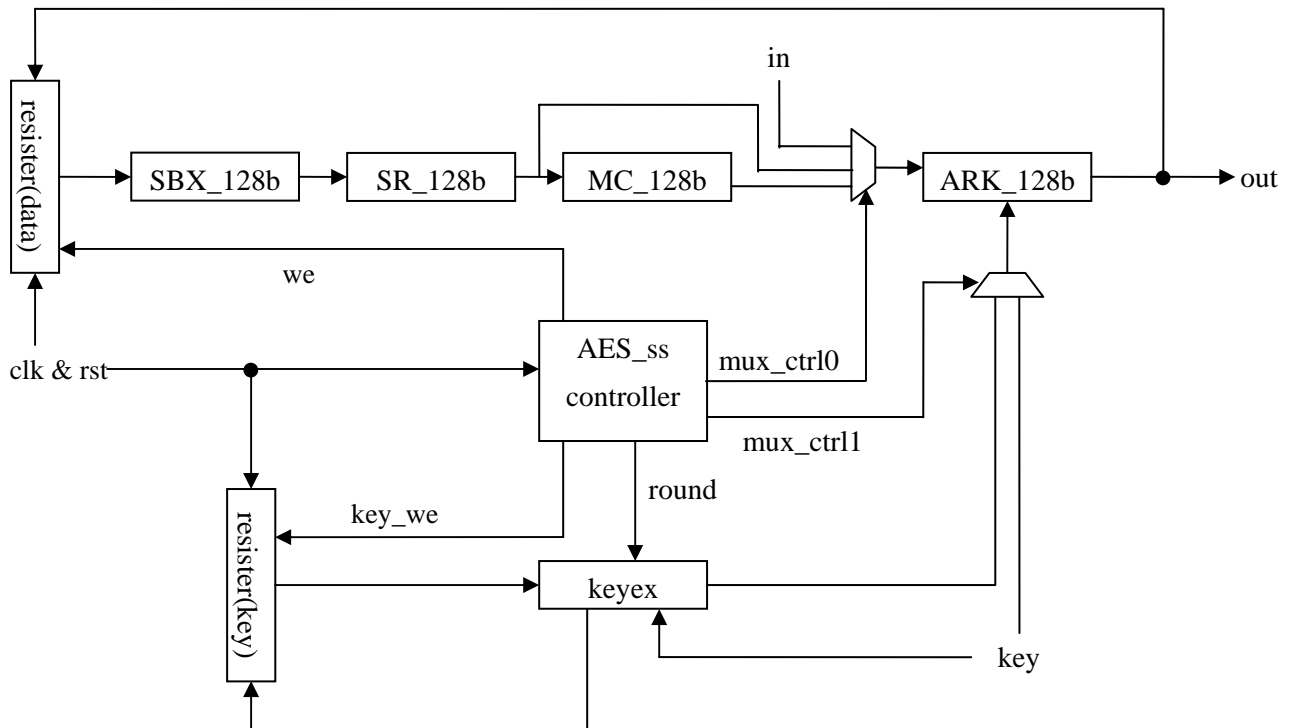 in
resister(data)
SBX_128b
SR_128b
MC_128b
ARK_128b
out
we
clk & rst
AES_ss
controller
mux_ctrl0
mux_ctrl1
round
key_we
resister(key)
keyex
key